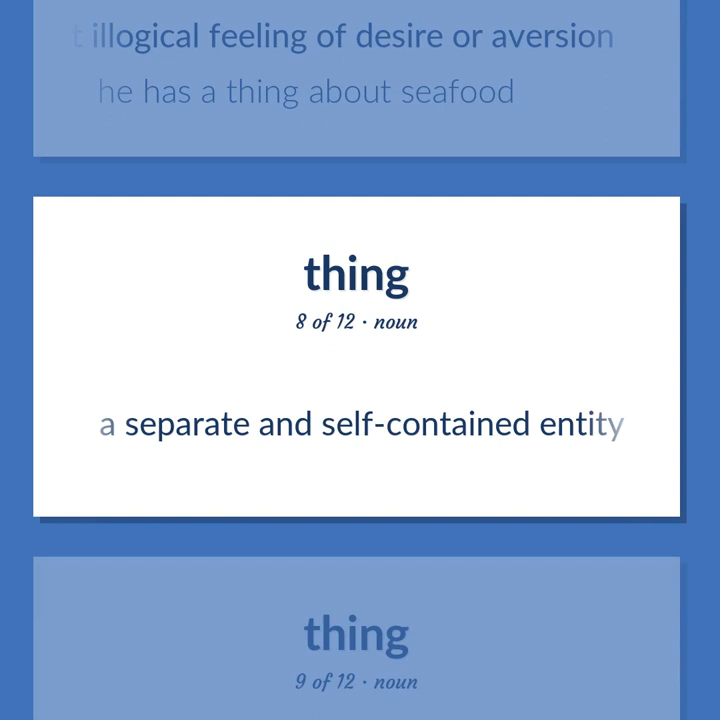 illogical feeling of desire or aversion
he has a thing about seafood
thing
8 of 12 · noun
a separate and self-contained entity
thing
9 of 12 · noun